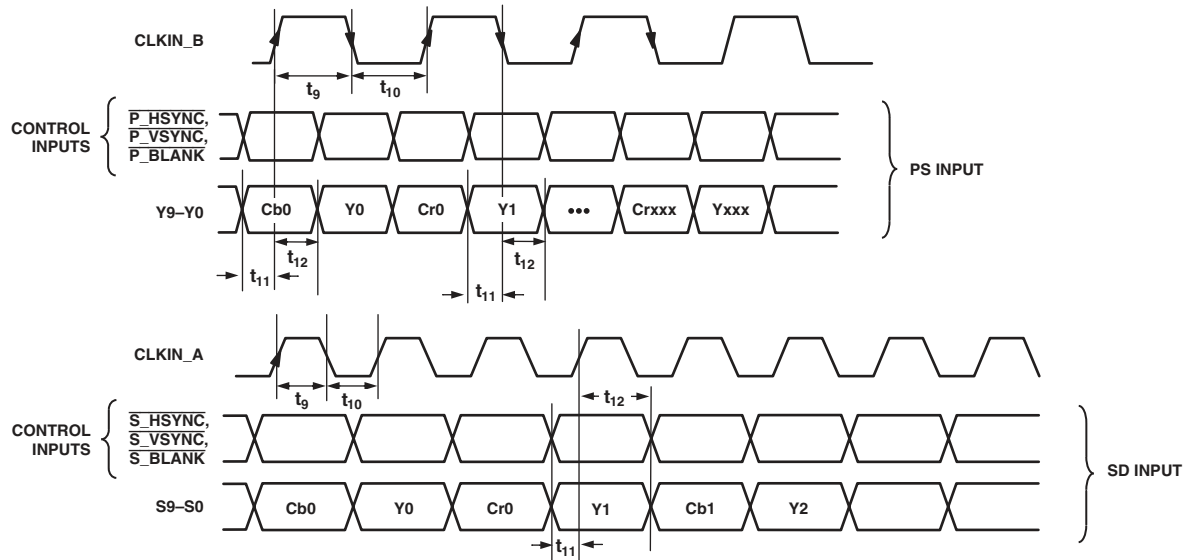 CLKIN_B
t9
t10
CONTROL
INPUTS
P_HSYNC,
P_VSYNC,
P_BLANK
PS INPUT
Y9–Y0
Cb0
Y0
Cr0
Y1
•••
Crxxx
Yxxx
t12
t12
t11
t11
CLKIN_A
t9
t10
t12
CONTROL
INPUTS
S_HSYNC,
S_VSYNC,
S_BLANK
SD INPUT
S9–S0
Cb0
Y0
Cr0
Y1
Cb1
Y2
t11